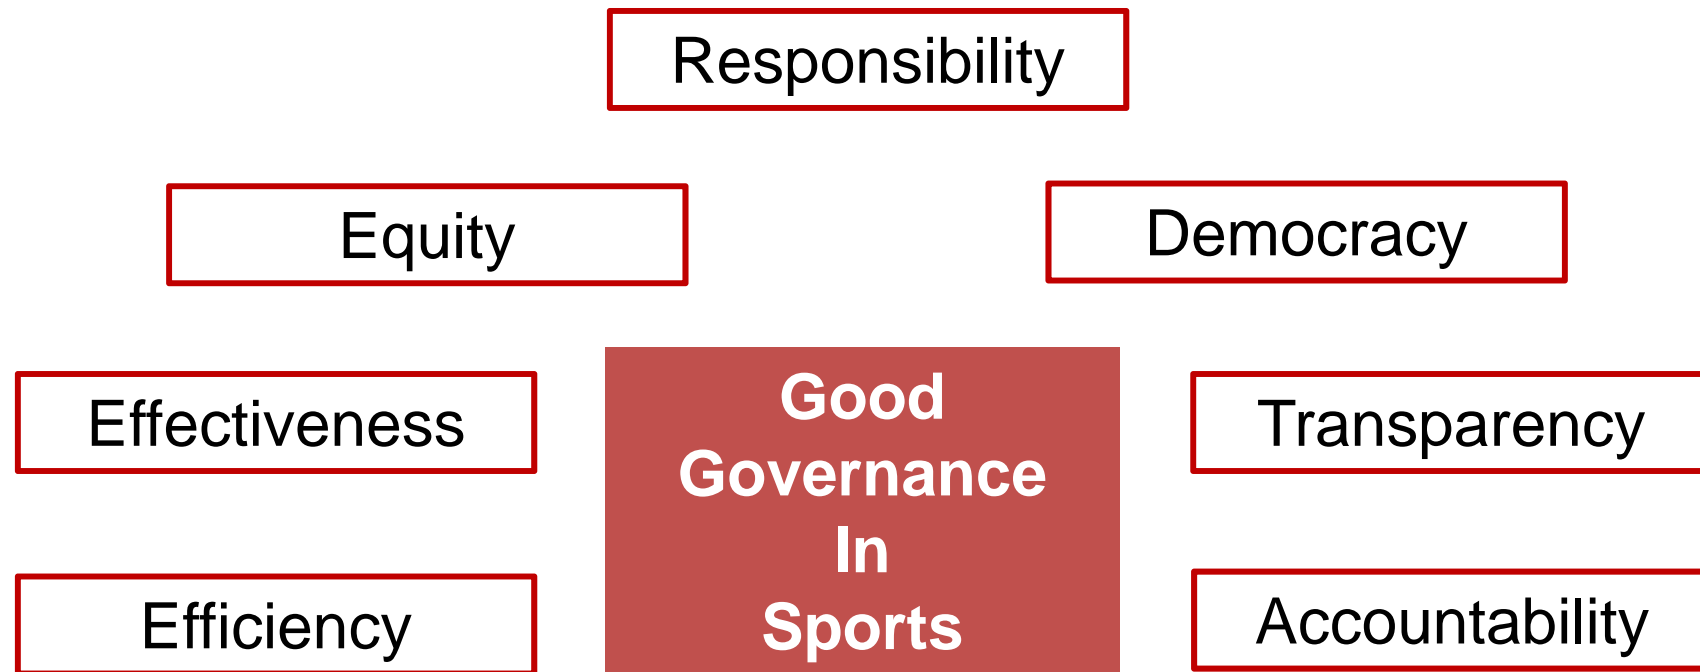 Responsibility
Equity
Democracy
Effectiveness
Good
Governance
In
Sports
Transparency
Efficiency
Accountability